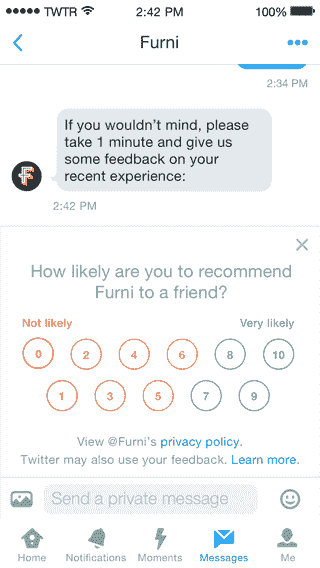 TWTR 2:42 PM 100%
Furni
2:34 PM
If you wouldn't mind, please
take 1 minute and give us
some feedback on your
recent experience:
F
2:42 PM
How likely are you to recommend
Furni to a friend?
Not likely Very likely
0 2 4 6 8 10
1 3 5 7 9
View @Furni's privacy policy.
Twitter may also use your feedback. Learn more.
Send a private message
Home Notifications Moments Messages Me